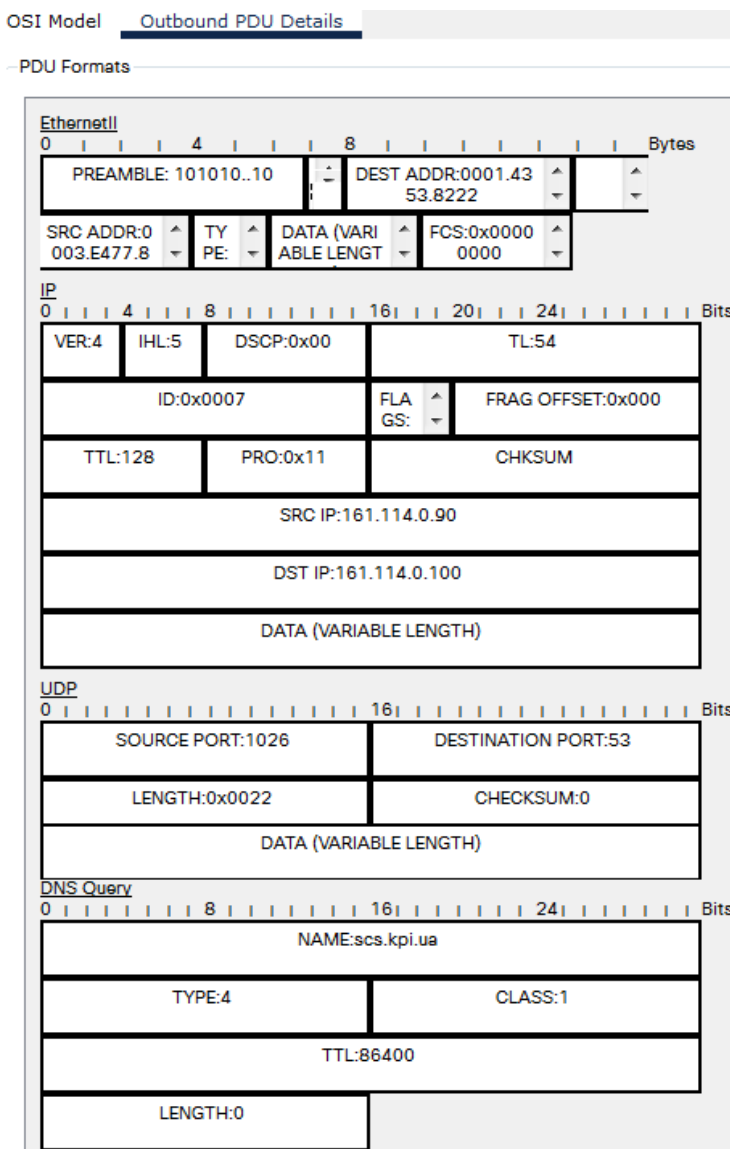 OSI Model Outbound PDU Details
PDU Formats
EthernetII
0 4 8 Bytes
PREAMBLE: 101010..10 DEST ADDR:0001.43
53.8222
SRC ADDR:0 TY DATA (VARI FCS:0x0000
003.E477.8 PE: ABLE LENGT 0000
IP
0 4 8 16 20 24 Bits
VER:4 IHL:5 DSCP:0x00 TL:54
ID:0x0007 FLA FRAG OFFSET:0x000
GS:
TTL:128 PRO:0x11 CHKSUM
SRC IP:161.114.0.90
DST IP:161.114.0.100
DATA (VARIABLE LENGTH)
UDP
0 16 Bits
SOURCE PORT:1026 DESTINATION PORT:53
LENGTH:0x0022 CHECKSUM:0
DATA (VARIABLE LENGTH)
DNS Query
0 8 16 24 Bits
NAME:scs.kpi.ua
TYPE:4 CLASS:1
TTL:86400
LENGTH:0